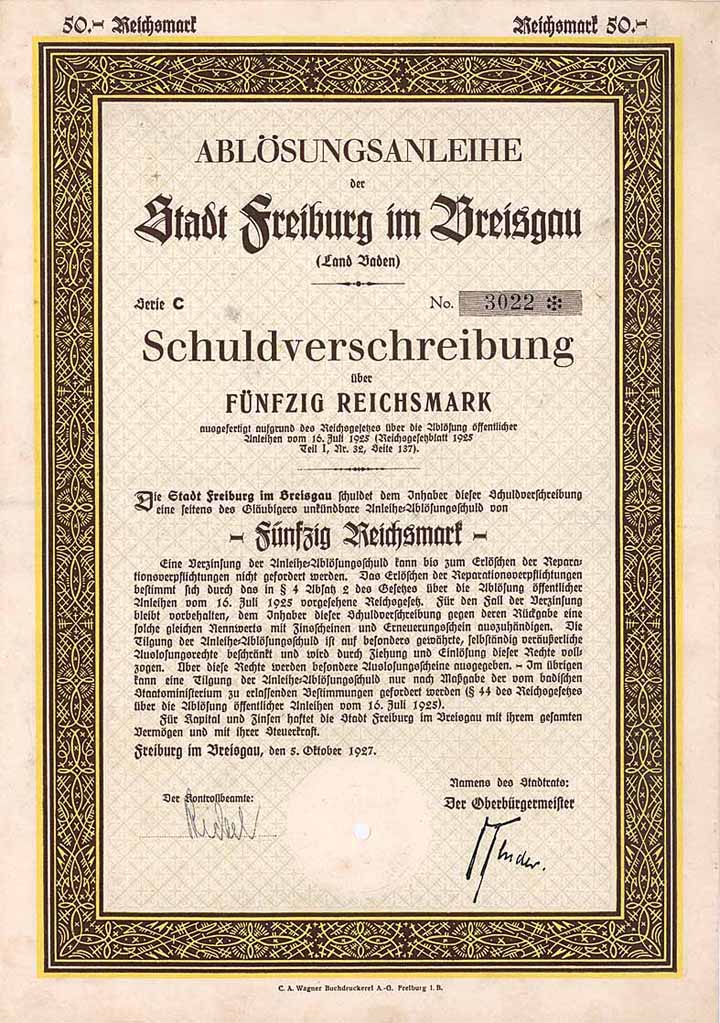 50.- Reichsmark Reichsmark 50.-
ABLÖSUNGSANLEIHE
der
Stadt Freiburg im Breisgau
(Land Baden)
Serie C No. 3022 ✻
Schuldverschreibung
über
FÜNFZIG REICHSMARK
ausgefertigt aufgrund des Reichsgesetzes über die Ablösung öffentlicher
Anleihen vom 16. Juli 1925 (Reichsgesetzblatt 1925
Teil I, Nr. 32, Seite 137).
Die Stadt Freiburg im Breisgau schuldet dem Inhaber dieser Schuldverschreibung
eine seitens des Gläubigers unkündbare Anleihe-Ablösungsschuld von
- Fünfzig Reichsmark -
Eine Verzinsung der Anleihe-Ablösungsschuld kann bis zum Erlöschen der Repara-
tionsverpflichtungen nicht gefordert werden. Das Erlöschen der Reparationsverpflichtungen
bestimmt sich durch das in § 4 Absatz 2 des Gesetzes über die Ablösung öffentlicher
Anleihen vom 16. Juli 1925 vorgesehene Reichsgesetz. Für den Fall der Verzinsung
bleibt vorbehalten, dem Inhaber dieser Schuldverschreibung gegen deren Rückgabe eine
solche gleichen Nennwerts mit Zinsscheinen und Erneuerungsschein auszuhändigen. Die
Tilgung der Anleihe-Ablösungsschuld ist auf besonders gewährte, selbständig veräußerliche
Auslosungsrechte beschränkt und wird durch Ziehung und Einlösung dieser Rechte voll-
zogen. Über diese Rechte werden besondere Auslosungsscheine ausgegeben. - Im übrigen
kann eine Tilgung der Anleihe-Ablösungsschuld nur nach Maßgabe der vom badischen
Staatsministerium zu erlassenden Bestimmungen gefordert werden (§ 44 des Reichsgesetzes
über die Ablösung öffentlicher Anleihen vom 16. Juli 1925).
Für Kapital und Zinsen haftet die Stadt Freiburg im Breisgau mit ihrem gesamten
Vermögen und mit ihrer Steuerkraft.
Freiburg im Breisgau, den 5. Oktober 1927.
Der Kontrollbeamte:
Namens des Stadtrats:
Der Oberbürgermeister
C. A. Wagner Buchdruckerei A.-G. Freiburg i. B.